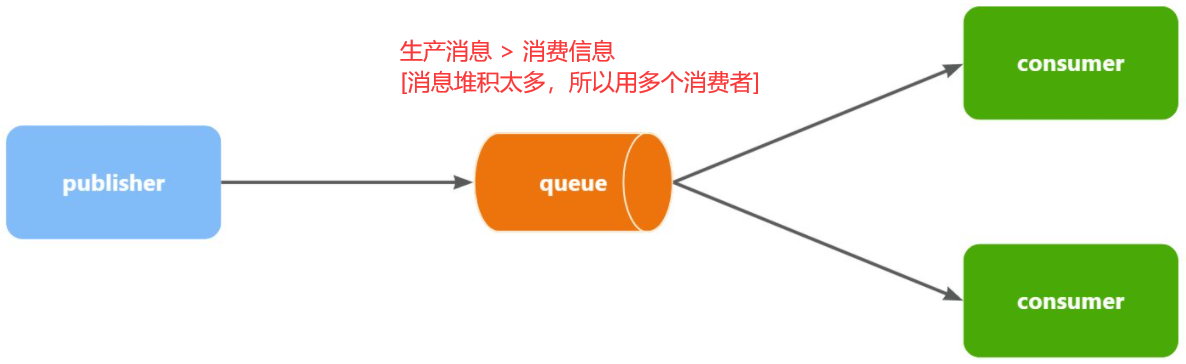 生产消息 > 消费信息
[消息堆积太多，所以用多个消费者]
consumer
publisher
queue
consumer